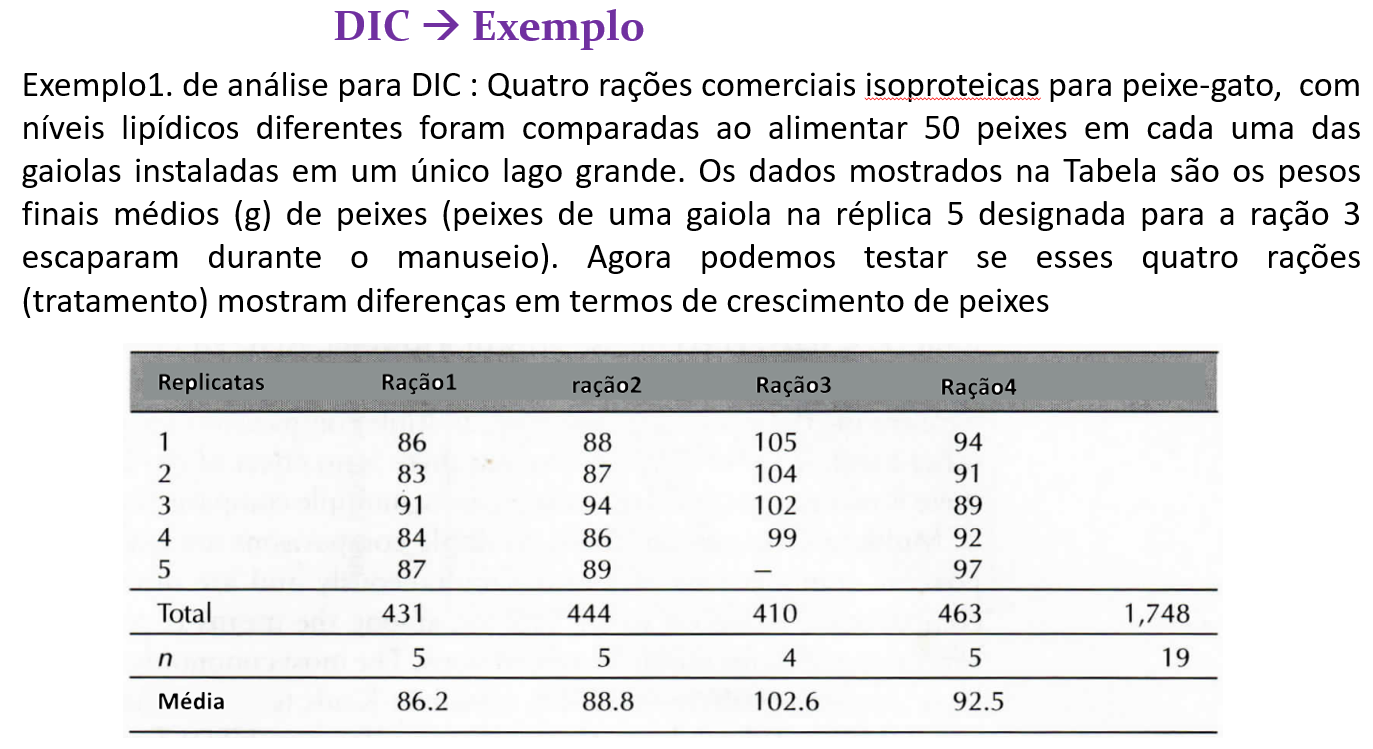 DIC → Exemplo
Exemplo1. de análise para DIC : Quatro rações comerciais isoproteicas para peixe-gato, com
níveis lipídicos diferentes foram comparadas ao alimentar 50 peixes em cada uma das
gaiolas instaladas em um único lago grande. Os dados mostrados na Tabela são os pesos
finais médios (g) de peixes (peixes de uma gaiola na réplica 5 designada para a ração 3
escaparam durante o manuseio). Agora podemos testar se esses quatro rações
(tratamento) mostram diferenças em termos de crescimento de peixes
Replicatas Ração1 ração2 Ração3 Ração4
1 86 88 105 94
2 83 87 104 91
3 91 94 102 89
4 84 86 99 92
5 87 89 – 97
Total 431 444 410 463 1,748
n 5 5 4 5 19
Média 86.2 88.8 102.6 92.5